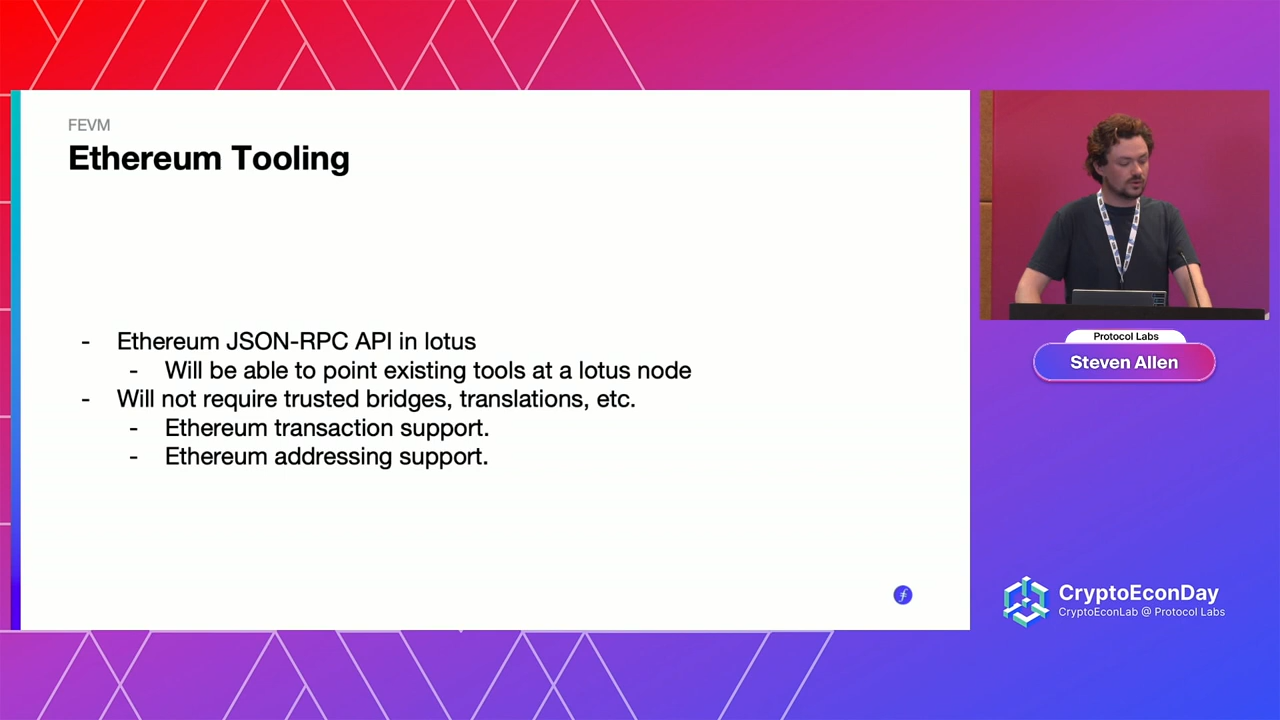 FEVM
Ethereum Tooling
- Ethereum JSON-RPC API in lotus
- Will be able to point existing tools at a lotus node
- Will not require trusted bridges, translations, etc.
- Ethereum transaction support.
- Ethereum addressing support.
Protocol Labs
Steven Allen
CryptoEconDay
CryptoEconLab @ Protocol Labs